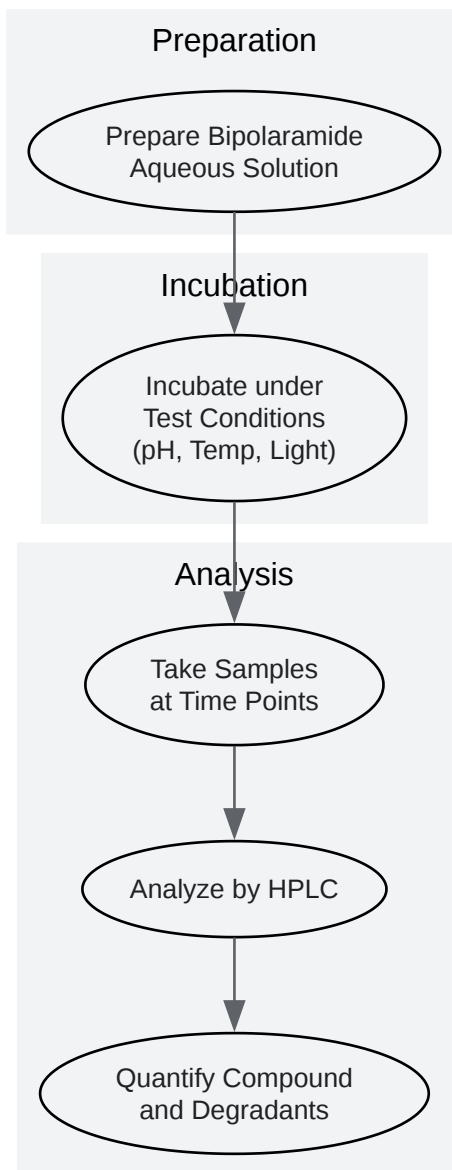 Preparation
Prepare Bipolaramide
Aqueous Solution
Incubation
Incubate under
Test Conditions
(pH, Temp, Light)
Analysis
Take Samples
at Time Points
Analyze by HPLC
Quantify Compound
and Degradants